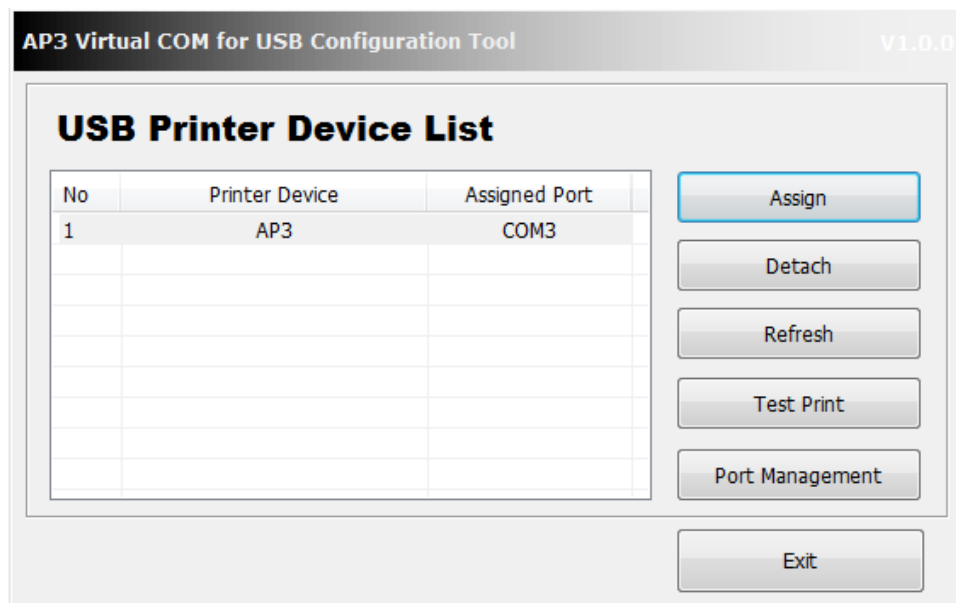 AP3 Virtual COM for USB Configuration Tool V1.0.0
USB Printer Device List
No Printer Device Assigned Port
1 AP3 COM3
Assign
Detach
Refresh
Test Print
Port Management
Exit